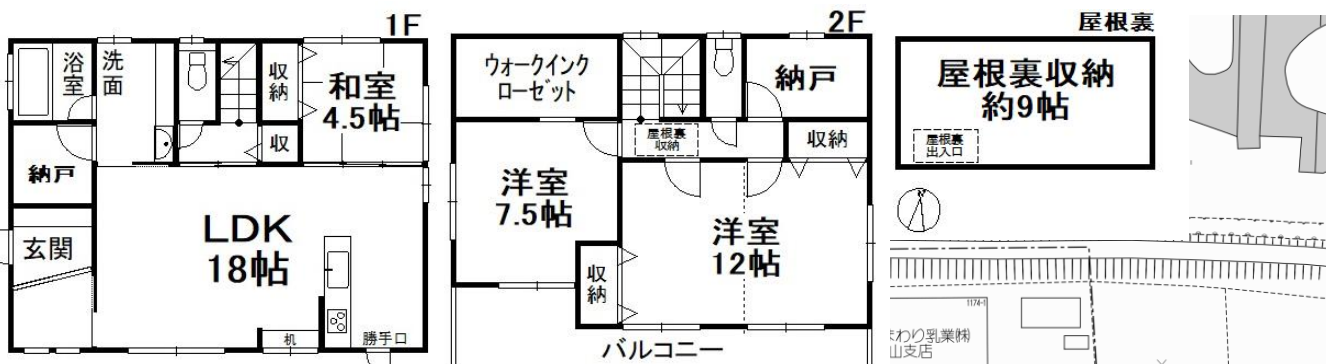 1F
浴室
洗面
収納
和室
4.5帖
収
納戸
LDK
18帖
玄関
机
勝手口
2F
ウォークインク
ローゼット
納戸
屋根裏
収納
収納
洋室
7.5帖
洋室
12帖
収納
バルコニー
屋根裏
屋根裏収納
約9帖
屋根裏
出入口
1174-1
まわり乳業㈱
山支店